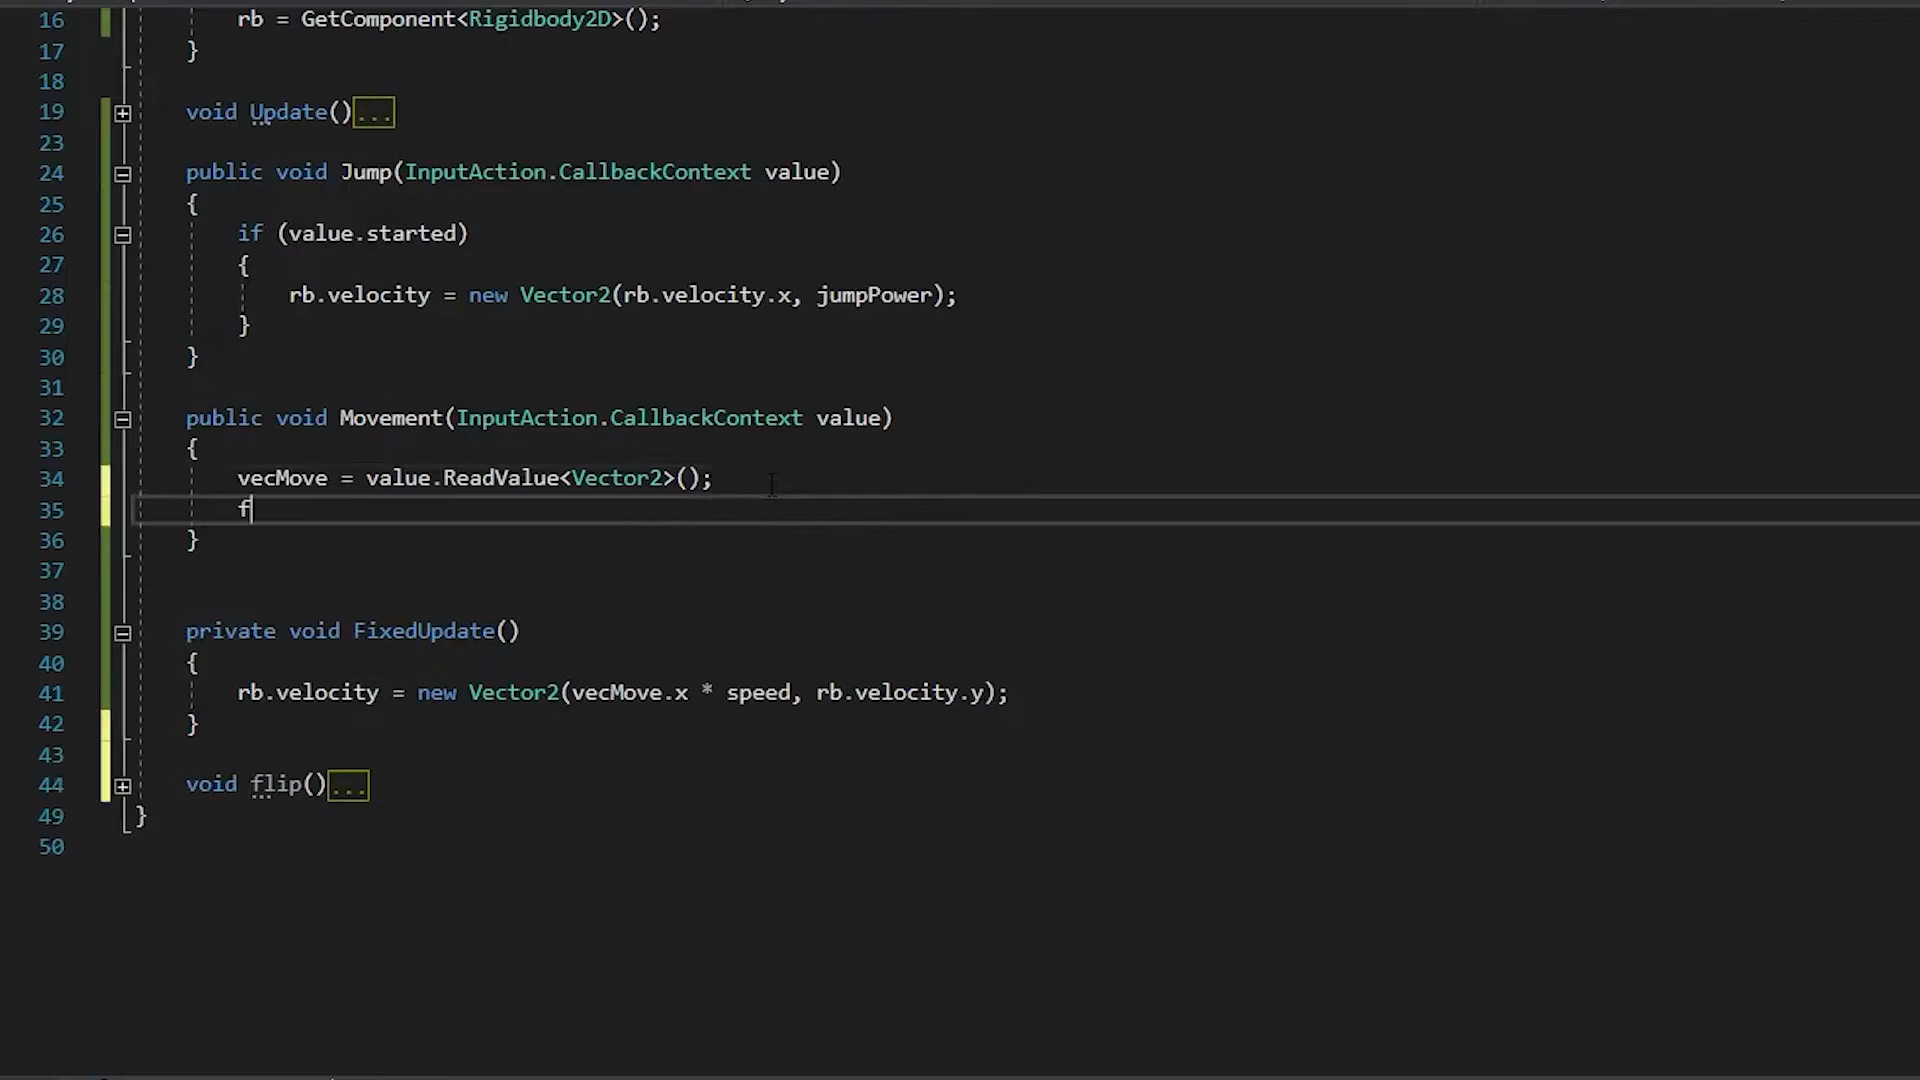 16 rb = GetComponent<Rigidbody2D>();
17 }
18
19 void Update()...
23
24 public void Jump(InputAction.CallbackContext value)
25 {
26 if (value.started)
27 {
28 rb.velocity = new Vector2(rb.velocity.x, jumpPower);
29 }
30 }
31
32 public void Movement(InputAction.CallbackContext value)
33 {
34 vecMove = value.ReadValue<Vector2>();
35 f
36 }
37
38
39 private void FixedUpdate()
40 {
41 rb.velocity = new Vector2(vecMove.x * speed, rb.velocity.y);
42 }
43
44 void flip()...
49 }
50